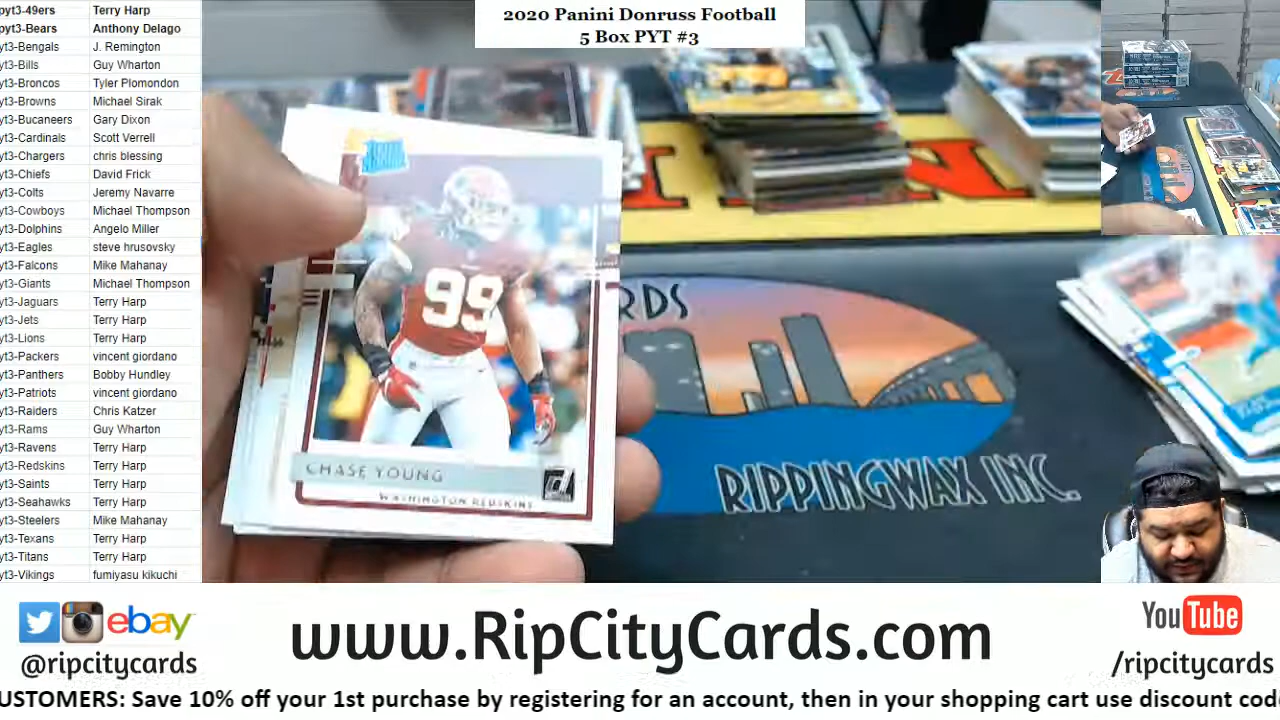 2020 Panini Donruss Football
5 Box PYT #3
pyt3-49ers Terry Harp
pyt3-Bears Anthony Delago
yt3-Bengals J. Remington
yt3-Bills Guy Wharton
yt3-Broncos Tyler Plomondon
yt3-Browns Michael Sirak
yt3-Bucaneers Gary Dixon
yt3-Cardinals Scott Verrell
yt3-Chargers chris blessing
yt3-Chiefs David Frick
yt3-Colts Jeremy Navarre
yt3-Cowboys Michael Thompson
yt3-Dolphins Angelo Miller
yt3-Eagles steve hrusovsky
yt3-Falcons Mike Mahanay
yt3-Giants Michael Thompson
yt3-Jaguars Terry Harp
yt3-Jets Terry Harp
yt3-Lions Terry Harp
yt3-Packers vincent giordano
yt3-Panthers Bobby Hundley
yt3-Patriots vincent giordano
yt3-Raiders Chris Katzer
yt3-Rams Guy Wharton
yt3-Ravens Terry Harp
yt3-Redskins Terry Harp
yt3-Saints Terry Harp
yt3-Seahawks Terry Harp
yt3-Steelers Mike Mahanay
yt3-Texans Terry Harp
yt3-Titans Terry Harp
yt3-Vikings fumiyasu kikuchi
99
CHASE YOUNG
WASHINGTON REDSKINS
RDS
RIPPINGWAX INC.
ebay
@ripcitycards
www.RipCityCards.com
YouTube
/ripcitycards
USTOMERS: Save 10% off your 1st purchase by registering for an account, then in your shopping cart use discount cod